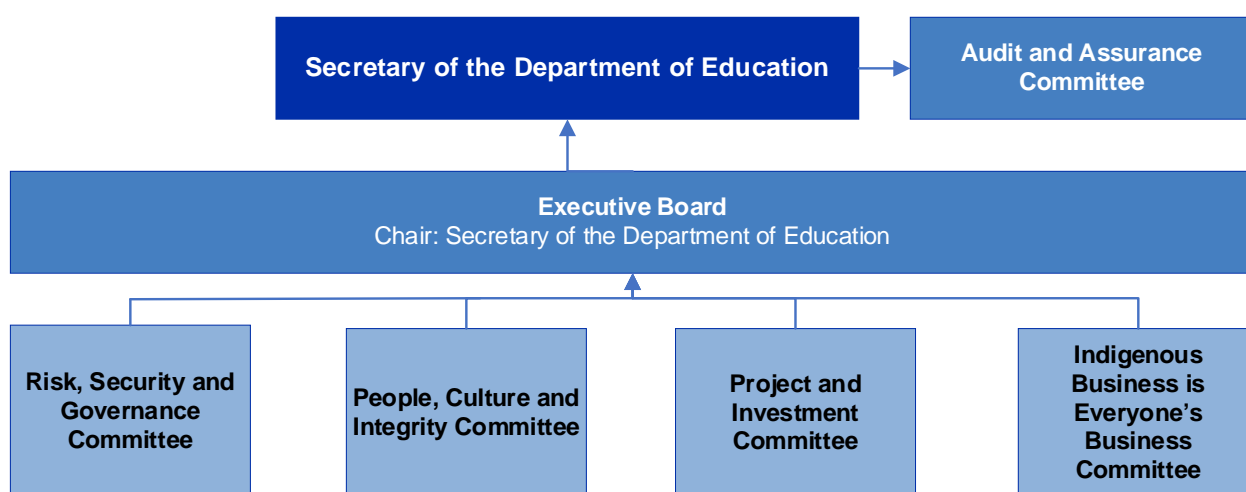 Secretary of the Department of Education
Audit and Assurance
Committee
Executive Board
Chair: Secretary of the Department of Education
Risk, Security and
Governance
Committee
People, Culture and
Integrity Committee
Project and
Investment
Committee
Indigenous
Business is
Everyone’s
Business
Committee